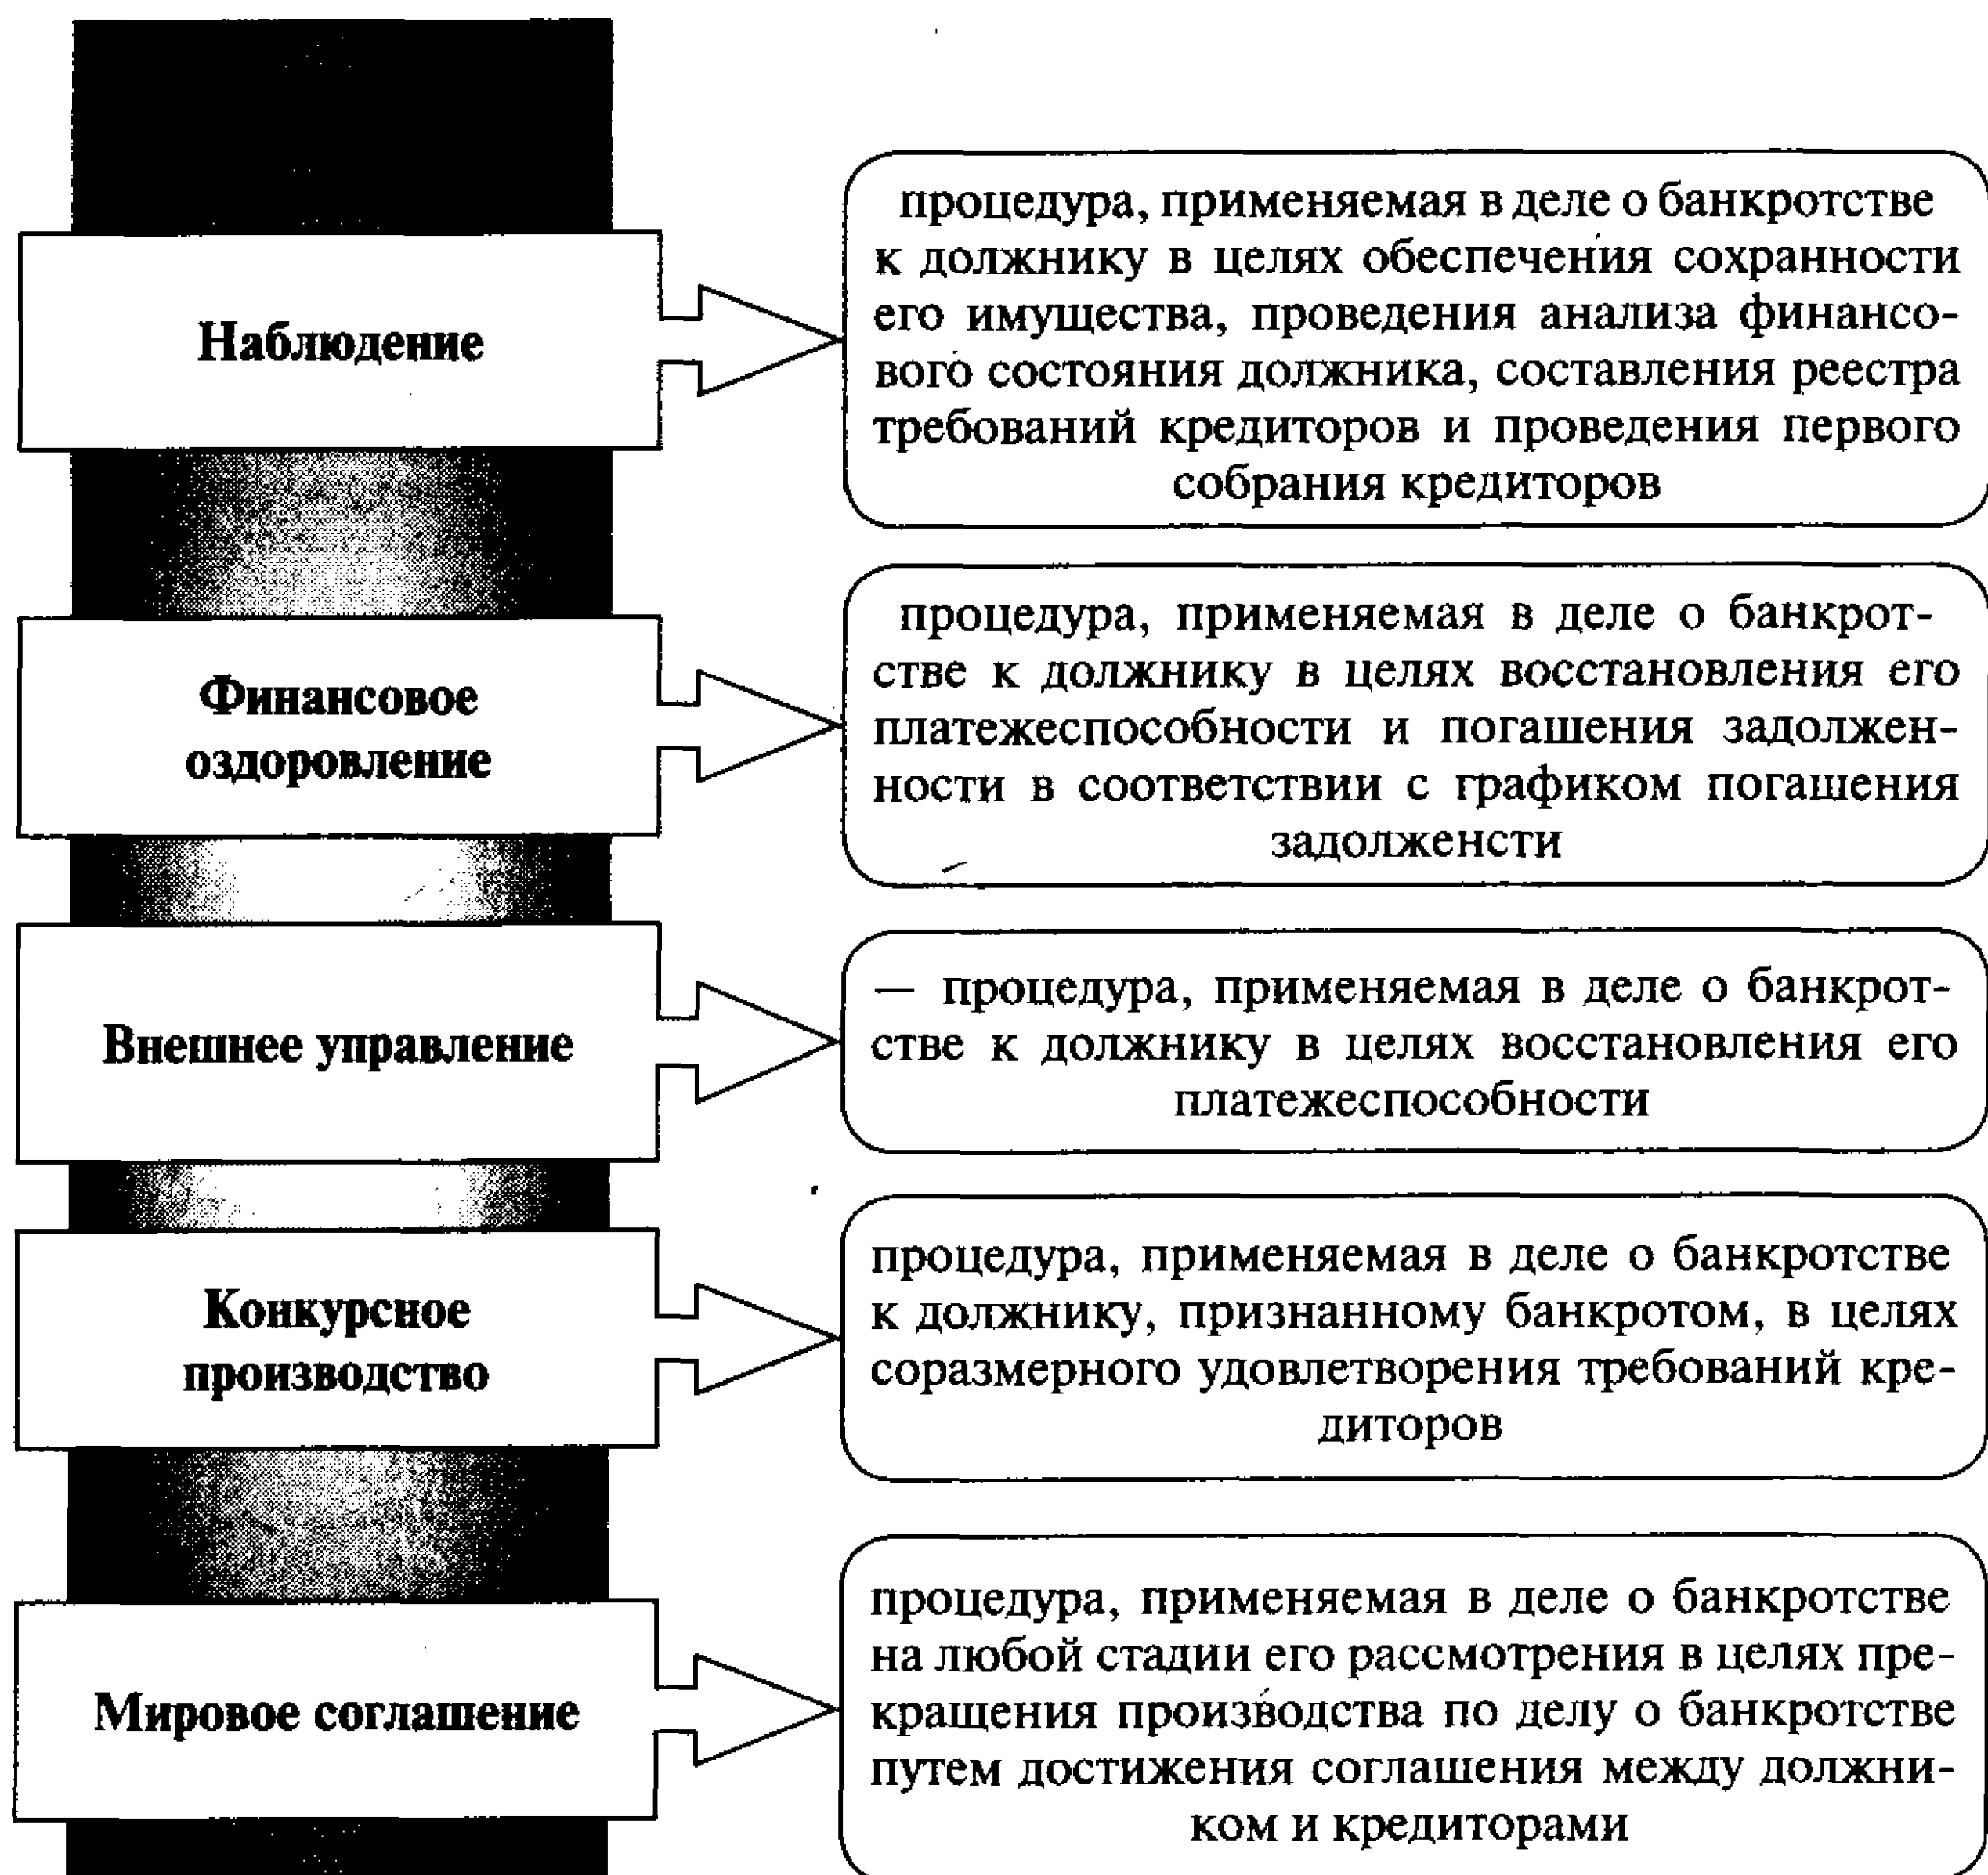 Наблюдение
процедура, применяемая в деле о банкротстве
к должнику в целях обеспечения сохранности
его имущества, проведения анализа финансо-
вого состояния должника, составления реестра
требований кредиторов и проведения первого
собрания кредиторов
Финансовое
оздоровление
процедура, применяемая в деле о банкрот-
стве к должнику в целях восстановления его
платежеспособности и погашения задолжен-
ности в соответствии с графиком погашения
задолженсти
Внешнее управление
— процедура, применяемая в деле о банкрот-
стве к должнику в целях восстановления его
платежеспособности
Конкурсное
производство
процедура, применяемая в деле о банкротстве
к должнику, признанному банкротом, в целях
соразмерного удовлетворения требований кре-
диторов
Мировое соглашение
процедура, применяемая в деле о банкротстве
на любой стадии его рассмотрения в целях пре-
кращения производства по делу о банкротстве
путем достижения соглашения между должни-
ком и кредиторами